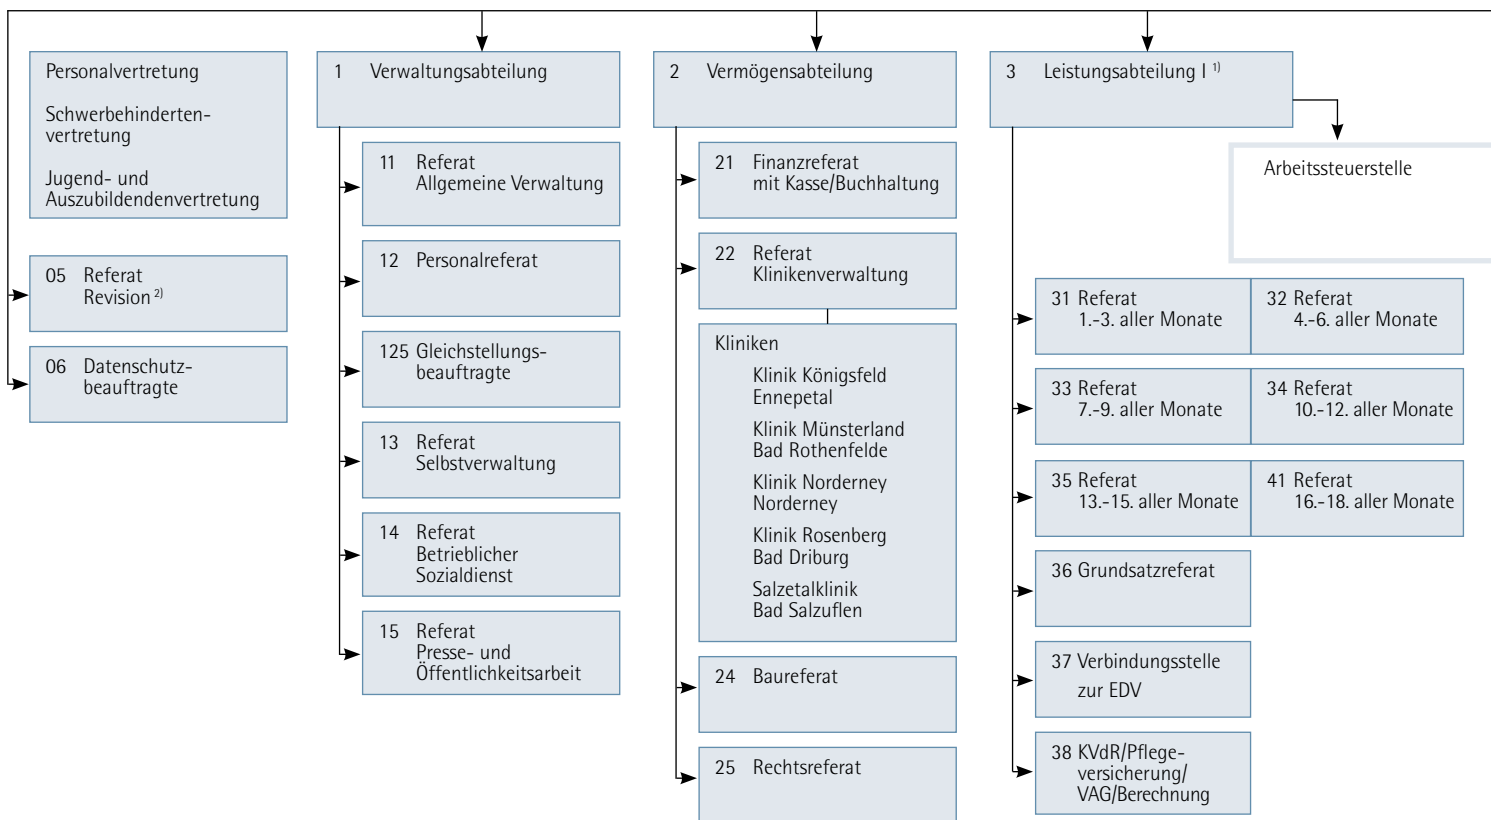 Personalvertretung
Schwerbehinderten-
vertretung
Jugend- und
Auszubildendenvertretung
05 Referat
Revision 2)
06 Datenschutz-
beauftragte
1 Verwaltungsabteilung
11 Referat
Allgemeine Verwaltung
12 Personalreferat
125 Gleichstellungs-
beauftragte
13 Referat
Selbstverwaltung
14 Referat
Betrieblicher
Sozialdienst
15 Referat
Presse- und
Öffentlichkeitsarbeit
2 Vermögensabteilung
21 Finanzreferat
mit Kasse/Buchhaltung
22 Referat
Klinikenverwaltung
Kliniken
Klinik Königsfeld
Ennepetal
Klinik Münsterland
Bad Rothenfelde
Klinik Norderney
Norderney
Klinik Rosenberg
Bad Driburg
Salzetalklinik
Bad Salzuflen
24 Baureferat
25 Rechtsreferat
3 Leistungsabteilung I 1)
Arbeitssteuerstelle
31 Referat
1.-3. aller Monate
32 Referat
4.-6. aller Monate
33 Referat
7.-9. aller Monate
34 Referat
10.-12. aller Monate
35 Referat
13.-15. aller Monate
41 Referat
16.-18. aller Monate
36 Grundsatzreferat
37 Verbindungsstelle
zur EDV
38 KVdR/Pflege-
versicherung/
VAG/Berechnung